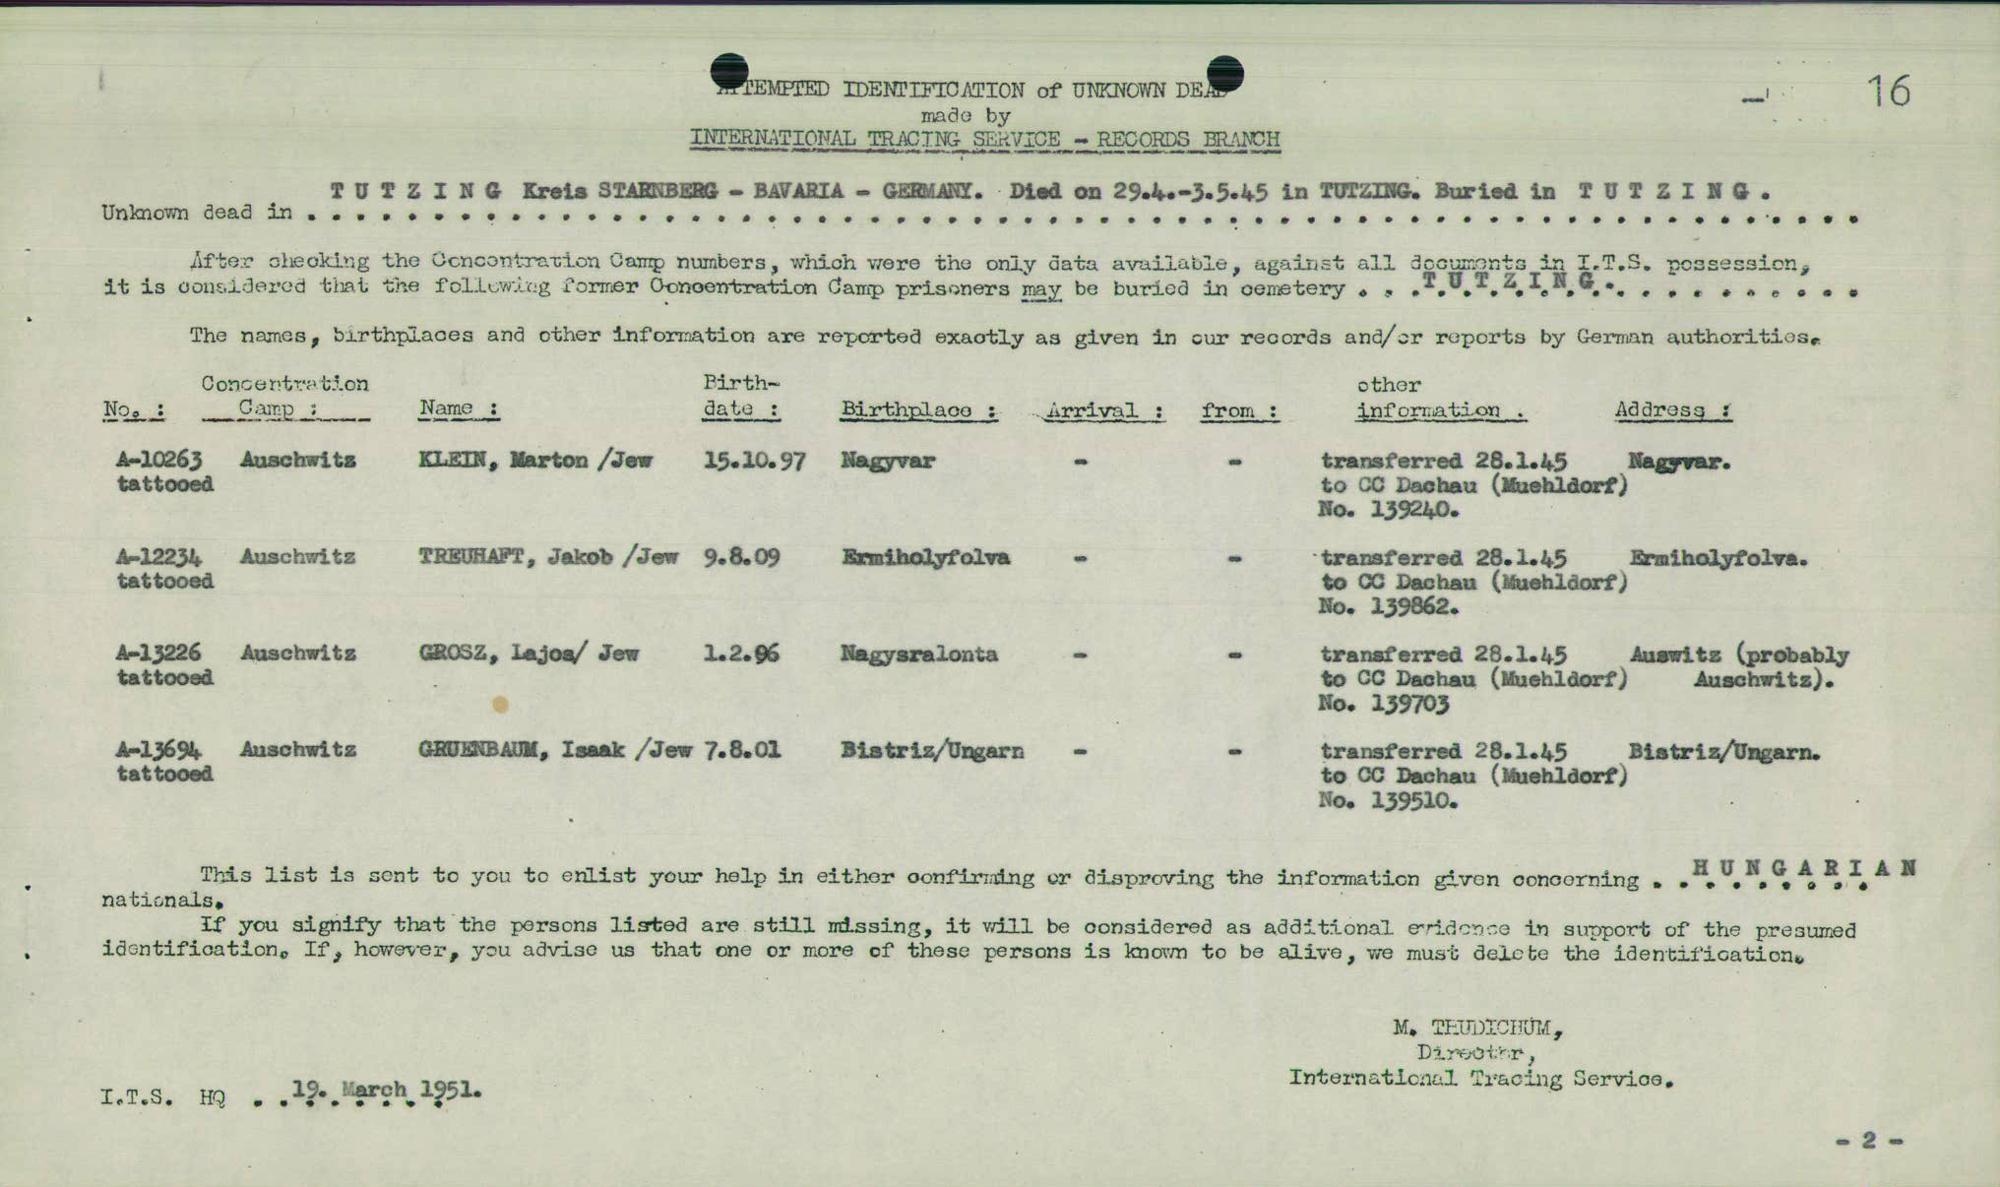 16
ATTEMPTED IDENTIFICATION of UNKNOWN DEAD
made by
INTERNATIONAL TRACING SERVICE - RECORDS BRANCH
T U T Z I N G Kreis STARNBERG - BAVARIA - GERMANY. Died on 29.4.-3.5.45 in TUTZING. Buried in T U T Z I N G .
Unknown dead in . . . . . . . . . . . . . . . . . . . . . . . . . . . . . . . . . . . . . . . . . . . . . . . . . . . . . . . . . .
After checking the Concentration Camp numbers, which were the only data available, against all documents in I.T.S. possession,
it is considered that the following former Concentration Camp prisoners may be buried in cemetery . . . T U T Z I N G . . . . . . . . . .
The names, birthplaces and other information are reported exactly as given in our records and/or reports by German authorities.
Concentration Birth- other
No. : Camp : Name : date : Birthplace : Arrival : from : information . Address :
A-10263 Auschwitz KLEIN, Marton /Jew 15.10.97 Nagyvar - - transferred 28.1.45 Nagyvar.
tattooed to CC Dachau (Muehldorf)
No. 139240.
A-12234 Auschwitz TREUHAFT, Jakob /Jew 9.8.09 Ermiholyfolva - - transferred 28.1.45 Ermiholyfolva.
tattooed to CC Dachau (Muehldorf)
No. 139862.
A-13226 Auschwitz GROSZ, Lajos/ Jew 1.2.96 Nagysralonta - - transferred 28.1.45 Auswitz (probably
tattooed to CC Dachau (Muehldorf) Auschwitz).
No. 139703
A-13694 Auschwitz GRUENBAUM, Isaak /Jew 7.8.01 Bistriz/Ungarn - - transferred 28.1.45 Bistriz/Ungarn.
tattooed to CC Dachau (Muehldorf)
No. 139510.
This list is sent to you to enlist your help in either confirming or disproving the information given concerning . . H U N G A R I A N
nationals.
If you signify that the persons listed are still missing, it will be considered as additional evidence in support of the presumed
identification. If, however, you advise us that one or more of these persons is known to be alive, we must delete the identification.
M. THUDICHUM,
Director,
International Tracing Service.
I.T.S. HQ . . 19. March 1951.
- 2 -